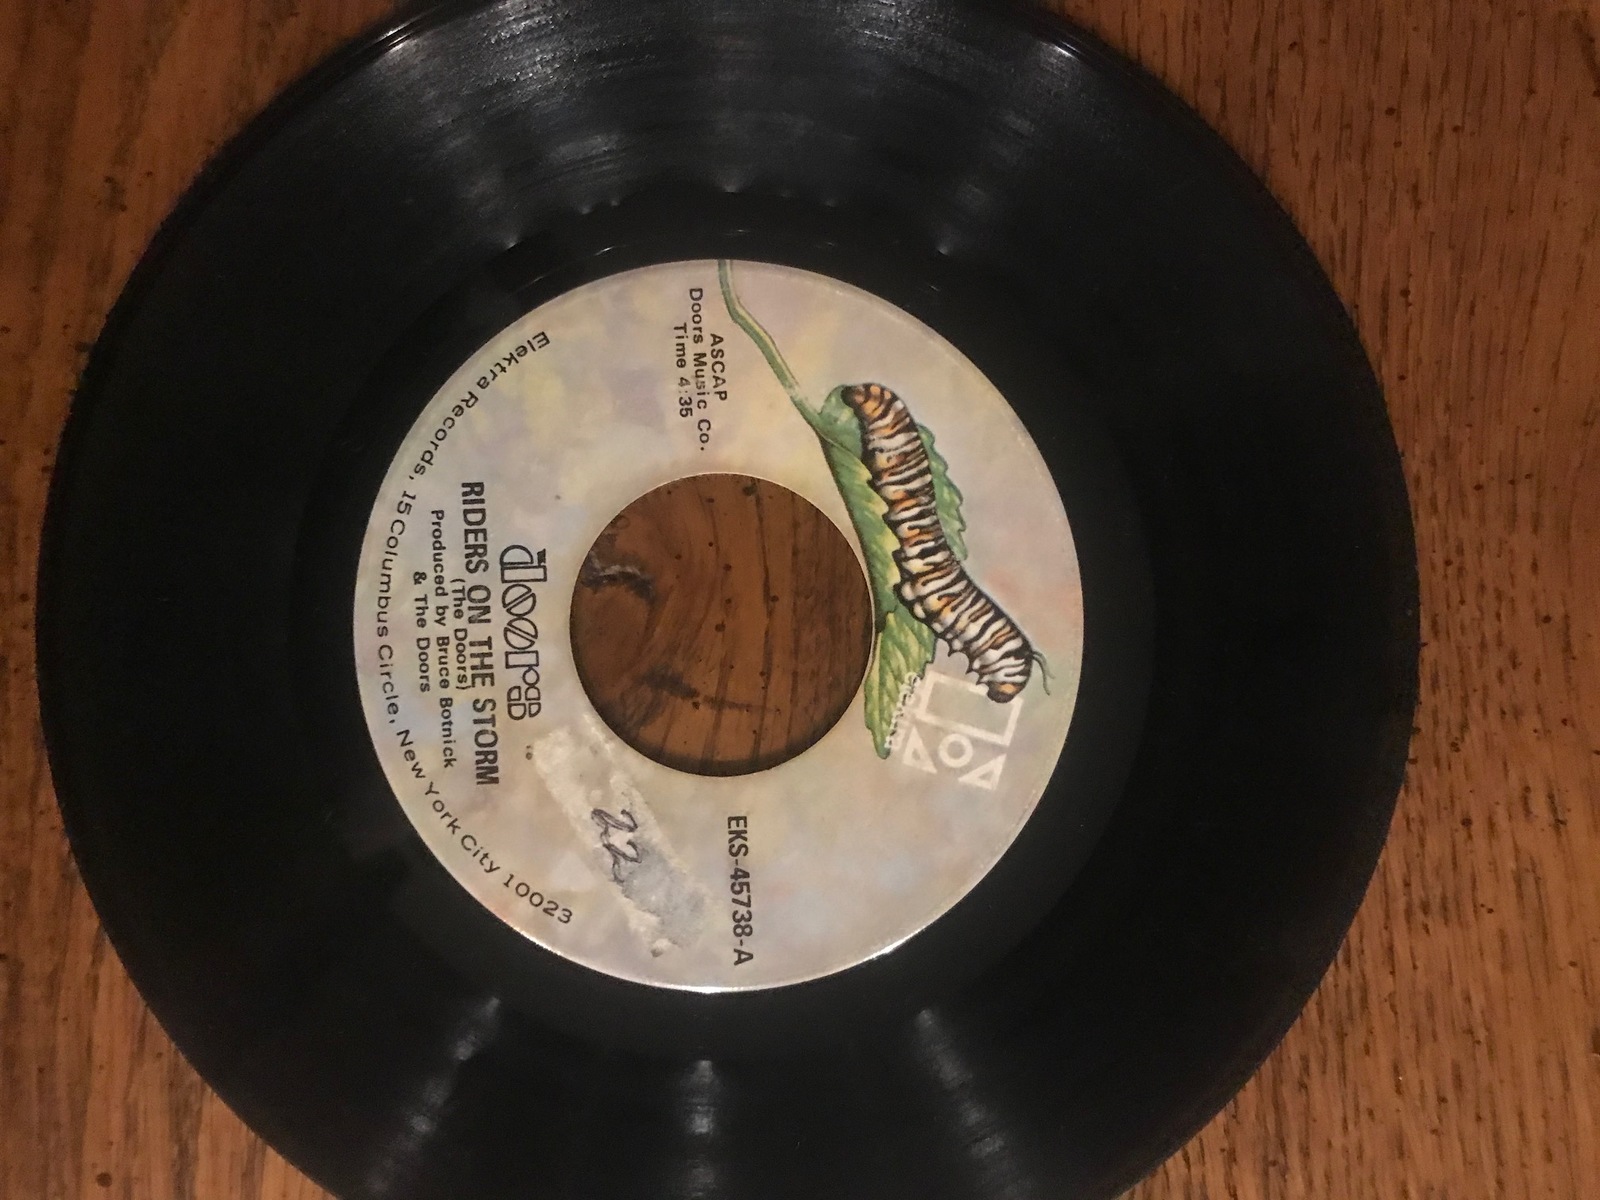 elektra
ASCAP
Doors Music Co.
Time 4:35
EKS-45738-A
22
doors
RIDERS ON THE STORM
(The Doors)
Produced by Bruce Botnick
& The Doors
Elektra Records, 15 Columbus Circle, New York City 10023